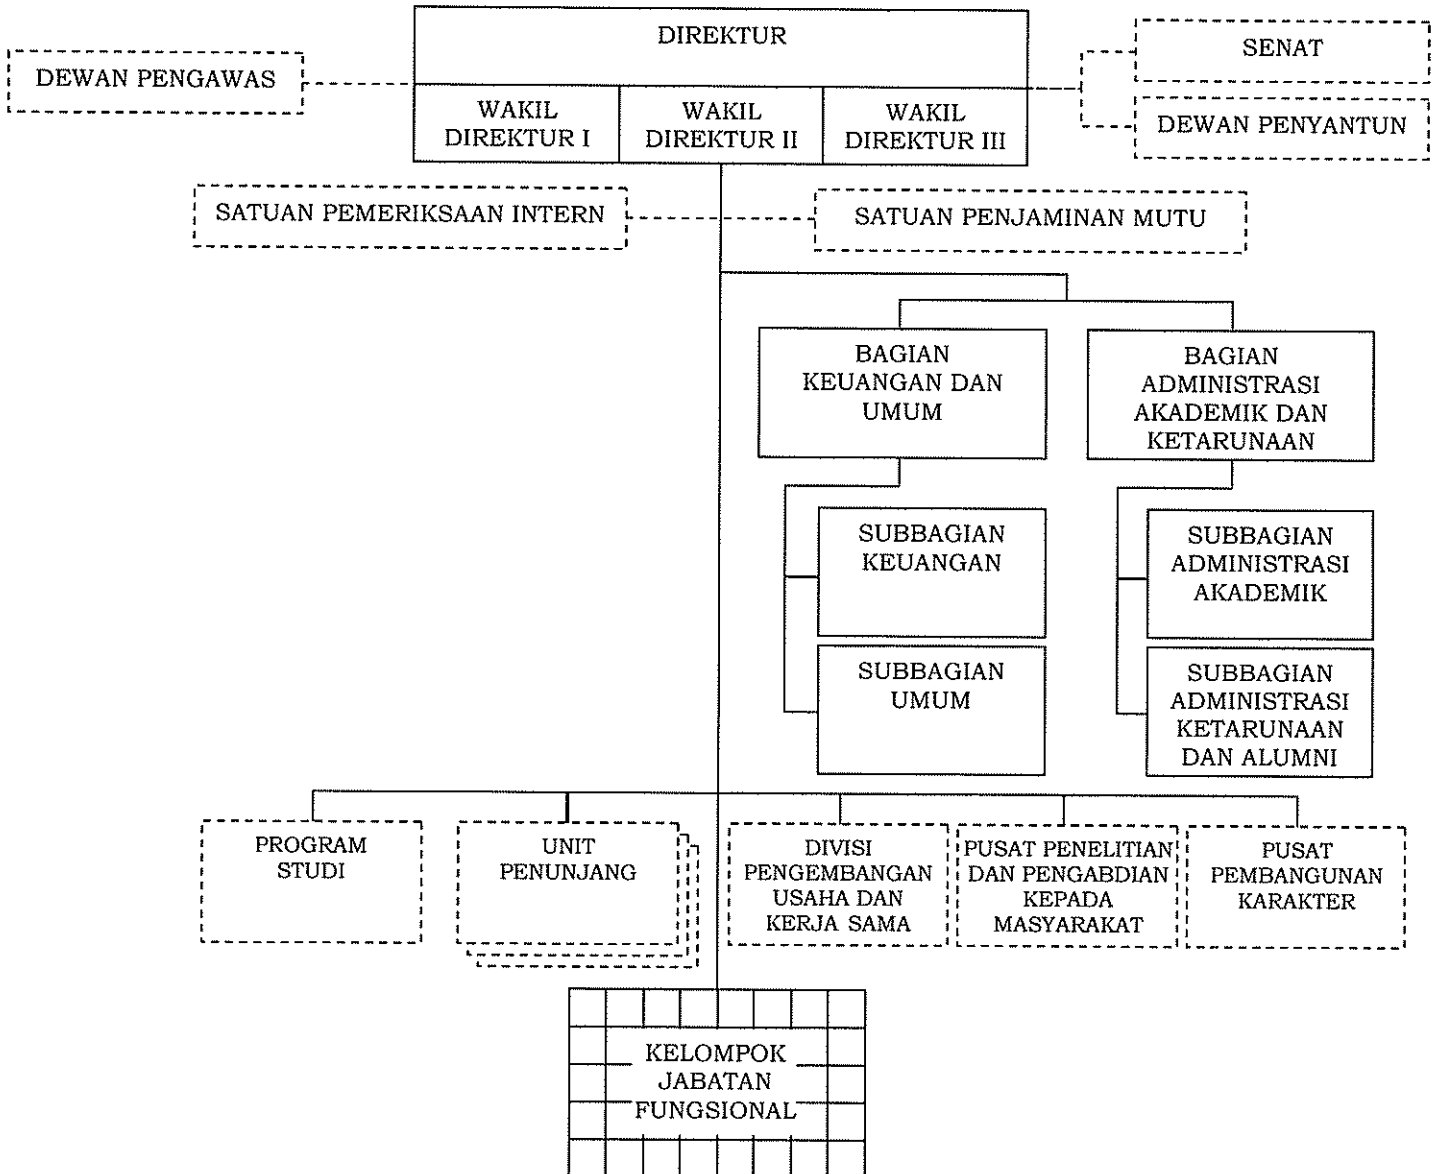 DIREKTUR
SENAT
DEWAN PENGAWAS
WAKIL
DIREKTUR I
WAKIL
DIREKTUR II
WAKIL
DIREKTUR III
DEWAN PENYANTUN
SATUAN PEMERIKSAAN INTERN
SATUAN PENJAMINAN MUTU
BAGIAN
KEUANGAN DAN
UMUM
BAGIAN
ADMINISTRASI
AKADEMIK DAN
KETARUNAAN
SUBBAGIAN
KEUANGAN
SUBBAGIAN
ADMINISTRASI
AKADEMIK
SUBBAGIAN
UMUM
SUBBAGIAN
ADMINISTRASI
KETARUNAAN
DAN ALUMNI
PROGRAM
STUDI
UNIT
PENUNJANG
DIVISI
PENGEMBANGAN
USAHA DAN
KERJA SAMA
PUSAT PENELITIAN
DAN PENGABDIAN
KEPADA
MASYARAKAT
PUSAT
PEMBANGUNAN
KARAKTER
KELOMPOK
JABATAN
FUNGSIONAL